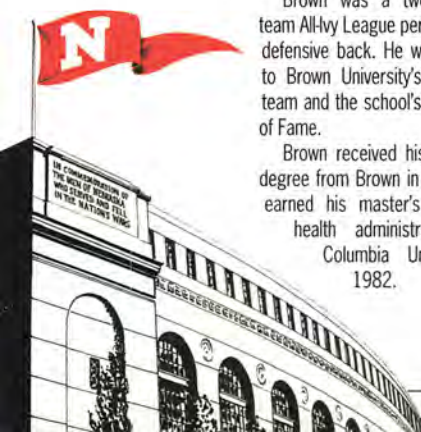 N
IN COMMEMORATION OF
THE MEN OF NEBRASKA
WHO SERVED AND FELL
IN THE NATION'S WARS
Brown was a tw
team All-Ivy League per
defensive back. He w
to Brown University's
team and the school's
of Fame.
Brown received his
degree from Brown in
earned his master's
health administr
Columbia Un
1982.